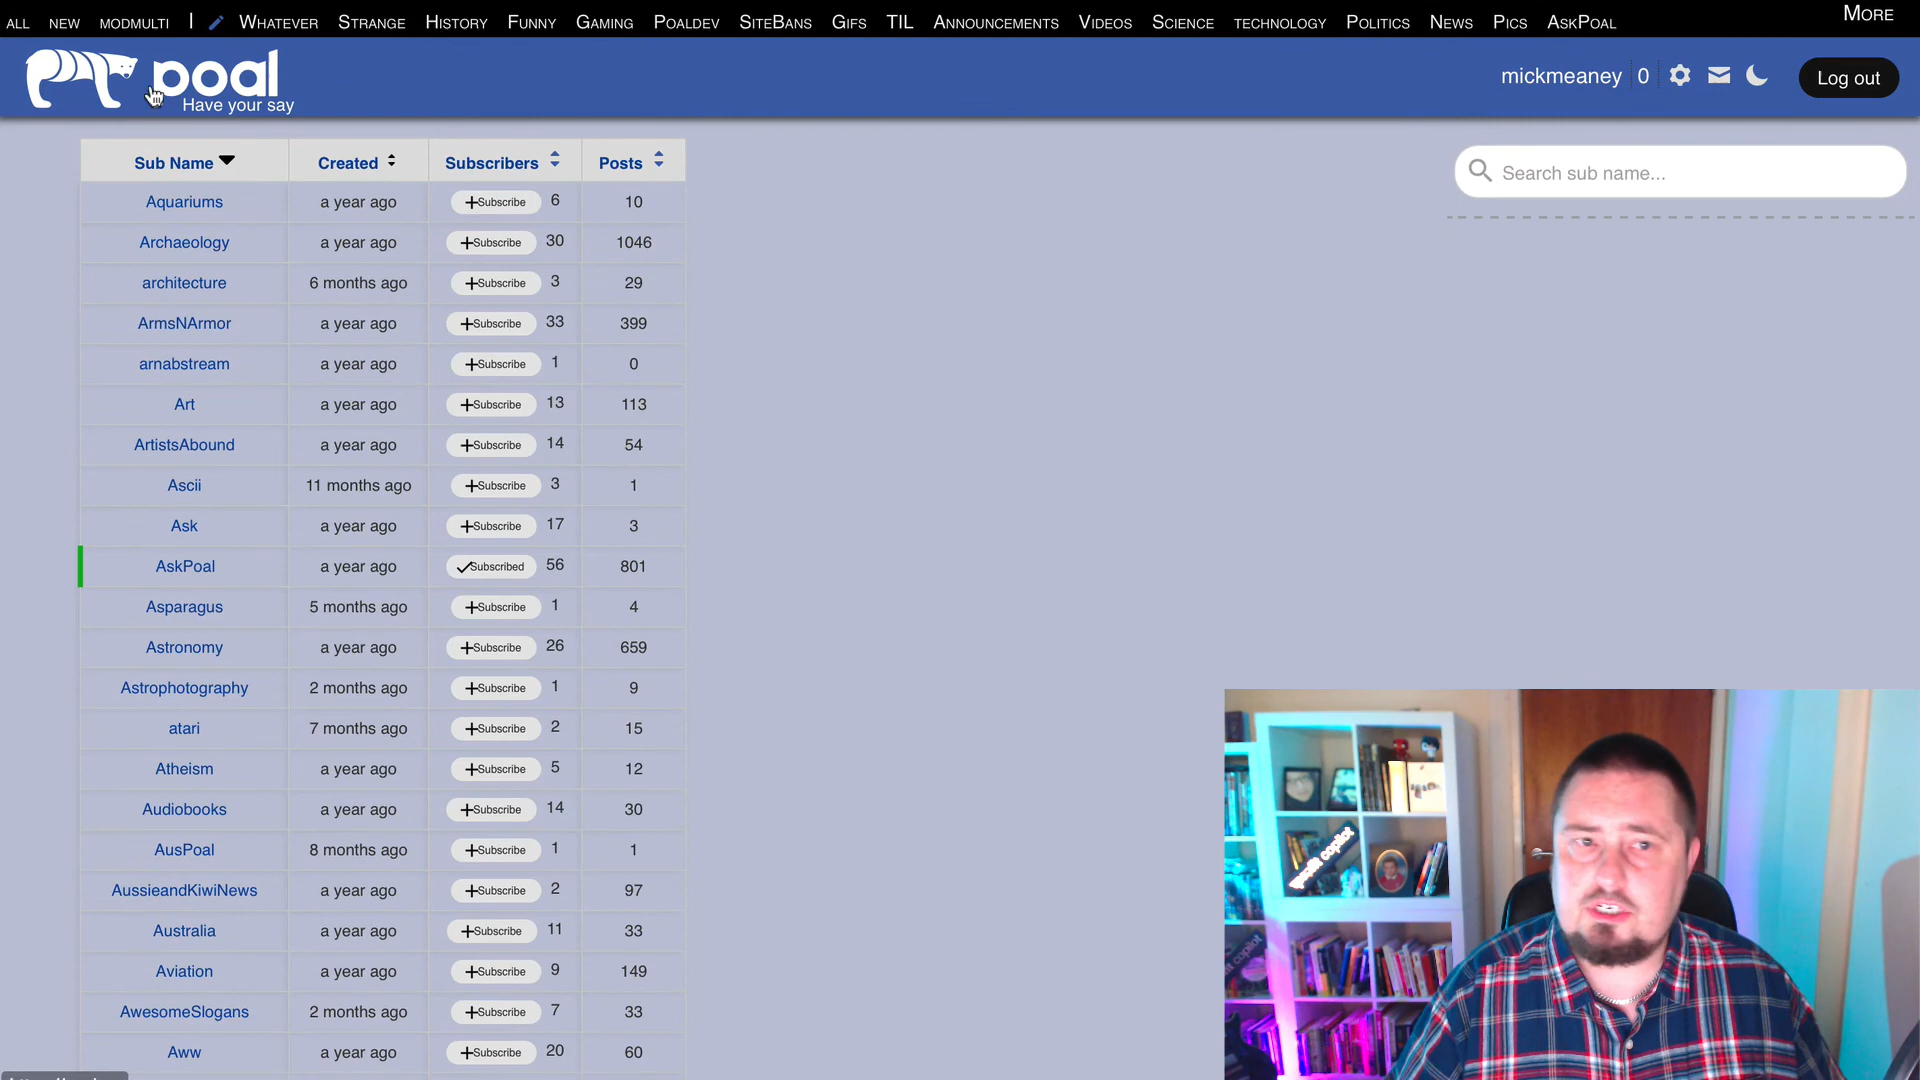 ALL NEW MODMULTI | WHATEVER STRANGE HISTORY FUNNY GAMING POALDEV SITEBANS GIFS TIL ANNOUNCEMENTS VIDEOS SCIENCE TECHNOLOGY POLITICS NEWS PICS ASKPOAL MORE
poal
Have your say
mickmeaney 0 Log out
Sub Name Created Subscribers Posts
Search sub name...
Aquariums a year ago +Subscribe 6 10
Archaeology a year ago +Subscribe 30 1046
architecture 6 months ago +Subscribe 3 29
ArmsNArmor a year ago +Subscribe 33 399
arnabstream a year ago +Subscribe 1 0
Art a year ago +Subscribe 13 113
ArtistsAbound a year ago +Subscribe 14 54
Ascii 11 months ago +Subscribe 3 1
Ask a year ago +Subscribe 17 3
AskPoal a year ago Subscribed 56 801
Asparagus 5 months ago +Subscribe 1 4
Astronomy a year ago +Subscribe 26 659
Astrophotography 2 months ago +Subscribe 1 9
atari 7 months ago +Subscribe 2 15
Atheism a year ago +Subscribe 5 12
Audiobooks a year ago +Subscribe 14 30
AusPoal 8 months ago +Subscribe 1 1
AussieandKiwiNews a year ago +Subscribe 2 97
Australia a year ago +Subscribe 11 33
Aviation a year ago +Subscribe 9 149
AwesomeSlogans 2 months ago +Subscribe 7 33
Aww a year ago +Subscribe 20 60
profit copilot